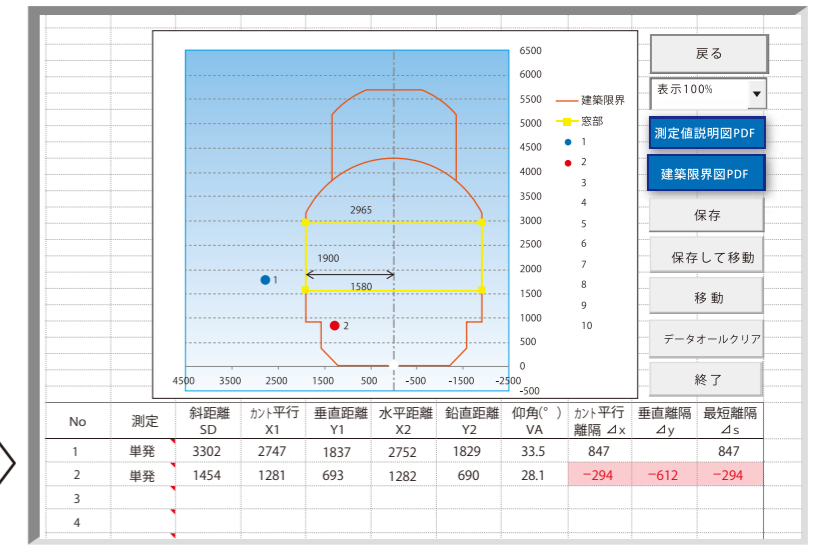 6500
6000
5500
5000
4500
4000
3500
3000
2500
2000
1500
1000
500
0
-500
4500 3500 2500 1500 500 -500 -1500 -2500
2965
1900
1580
1
2
建築限界
窓部
1
2
3
4
5
6
7
8
9
10
戻る
表示100%
測定値説明図PDF
建築限界図PDF
保存
保存して移動
移動
データオールクリア
終了
No 測定 斜距離 SD カント平行 X1 垂直距離 Y1 水平距離 X2 鉛直距離 Y2 仰角(°) VA カント平行 離隔 ⊿x 垂直離隔 ⊿y 最短離隔 ⊿s
1 単発 3302 2747 1837 2752 1829 33.5 847 847
2 単発 1454 1281 693 1282 690 28.1 −294 −612 −294
3
4